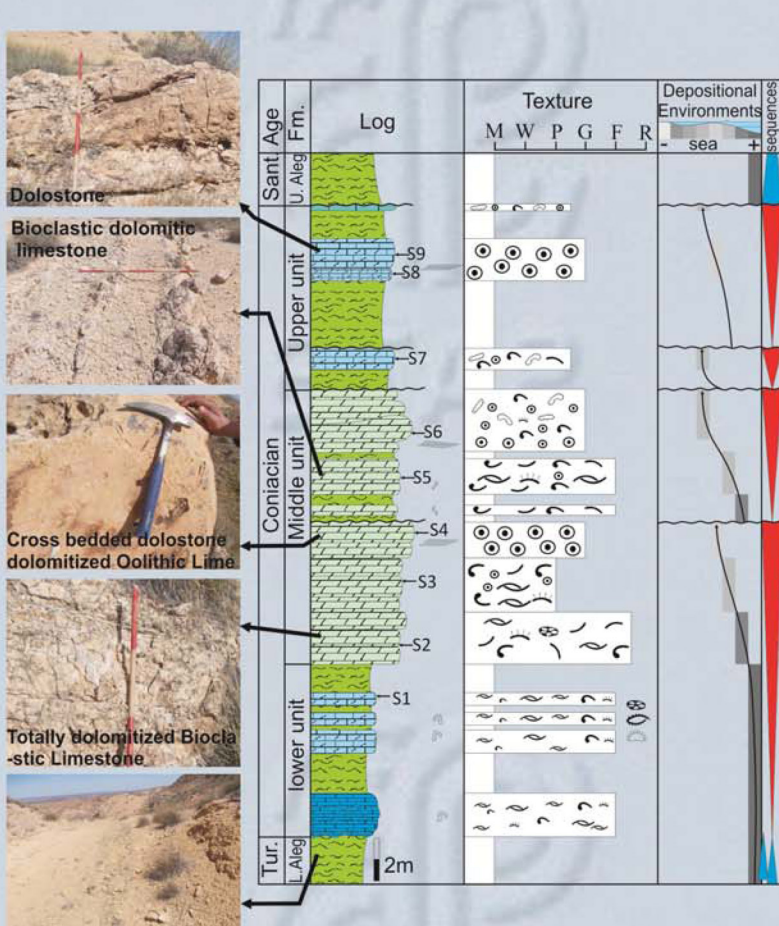 Dolostone
Bioclastic dolomitic
limestone
Cross bedded dolostone
dolomitized Oolithic Lime
Totally dolomitized Biocla
-stic Limestone
Age
Fm.
Log
Texture
M W P G F R
Depositional
Environments
- sea +
sequences
Sant.
U. Aleg
Coniacian
Upper unit
Middle unit
lower unit
Tur.
L.Aleg
S9
S8
S7
S6
S5
S4
S3
S2
S1
2m